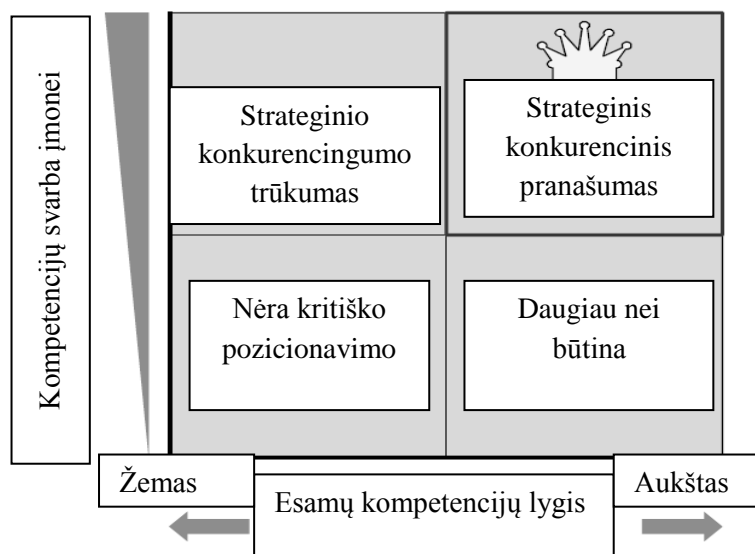 Kompetencijų svarba įmonei
Strateginio
konkurencingumo
trūkumas
Strateginis
konkurencinis
pranašumas
Nėra kritiško
pozicionavimo
Daugiau nei
būtina
Žemas
Esamų kompetencijų lygis
Aukštas